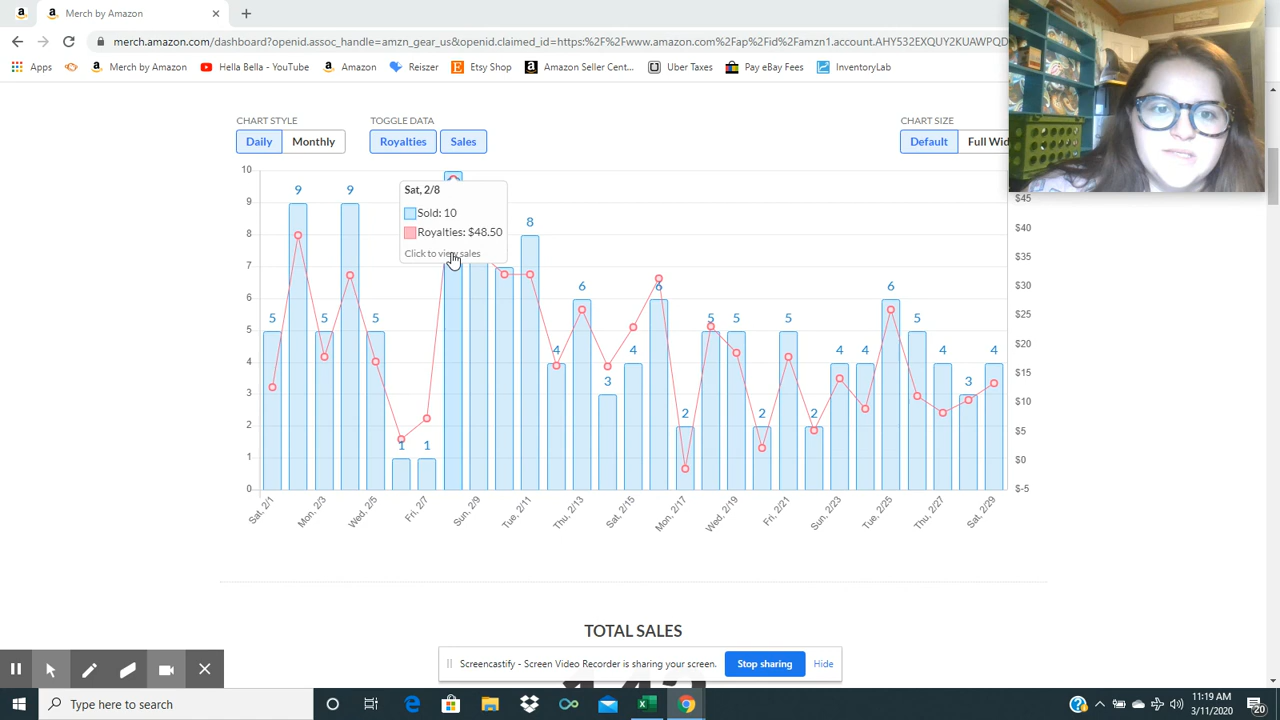 Merch by Amazon
merch.amazon.com/dashboard?openid.assoc_handle=amzn_gear_us&openid.claimed_id=https:%2F%2Fwww.amazon.com%2Fap%2Fid%2Famzn1.account.AHY532EXQUY2KUAWPQD
Apps Merch by Amazon Hella Bella - YouTube Amazon Reiszer Etsy Shop Amazon Seller Cent... Uber Taxes Pay eBay Fees InventoryLab
CHART STYLE TOGGLE DATA CHART SIZE
Daily Monthly Royalties Sales Default Full Wid
10
9
8
7
6
5
4
3
2
1
0
5 9 5 9 5 1 1 8 4 6 3 4 6 2 5 5 2 5 2 4 4 6 5 4 3 4
Sat, 2/8
Sold: 10
Royalties: $48.50
Click to view sales
$45
$40
$35
$30
$25
$20
$15
$10
$5
$0
$-5
Sat, 2/1 Mon, 2/3 Wed, 2/5 Fri, 2/7 Sun, 2/9 Tue, 2/11 Thu, 2/13 Sat, 2/15 Mon, 2/17 Wed, 2/19 Fri, 2/21 Sun, 2/23 Tue, 2/25 Thu, 2/27 Sat, 2/29
TOTAL SALES
Screencastify - Screen Video Recorder is sharing your screen. Stop sharing Hide
Type here to search
11:19 AM
3/11/2020
20